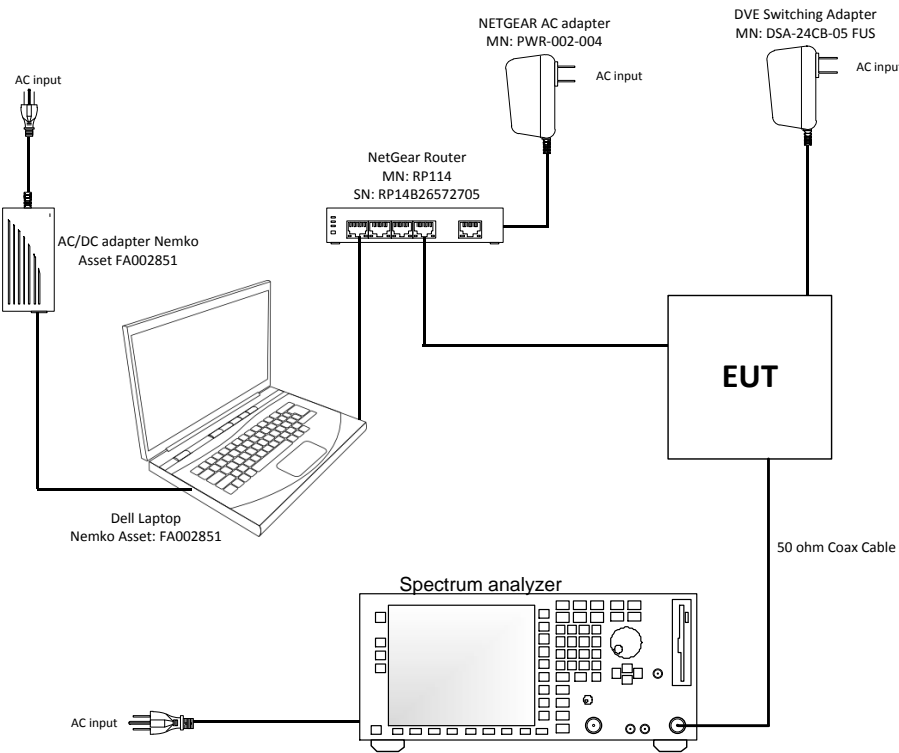 NETGEAR AC adapter
MN: PWR-002-004
AC input
DVE Switching Adapter
MN: DSA-24CB-05 FUS
AC inpu
AC input
NetGear Router
MN: RP114
SN: RP14B26572705
AC/DC adapter Nemko
Asset FA002851
EUT
Dell Laptop
Nemko Asset: FA002851
50 ohm Coax Cable
Spectrum analyzer
AC input